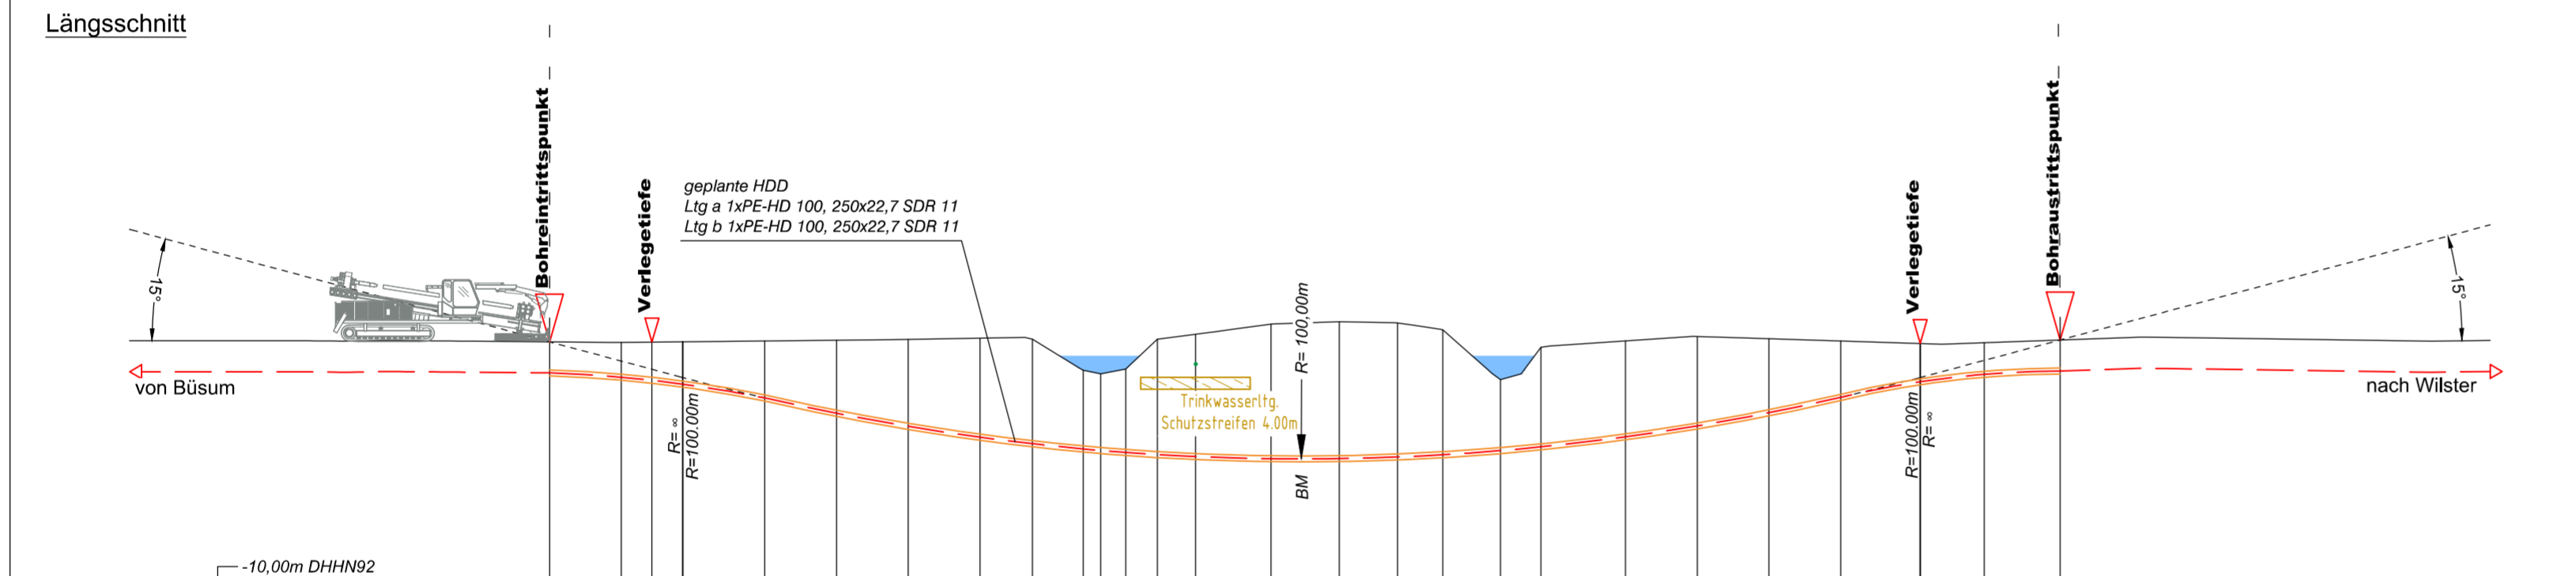 Längsschnitt
Bohreintrittspunkt
Verlegetiefe
geplante HDD
Ltg a 1xPE-HD 100, 250x22,7 SDR 11
Ltg b 1xPE-HD 100, 250x22,7 SDR 11
Verlegetiefe
Bohraustrittspunkt
15°
R= 100,00m
15°
von Büsum
nach Wilster
Trinkwasserltg.
Schutzstreifen 4.00m
R= ∞
R=100.00m
BM
R=100.00m
R= ∞
-10,00m DHHN92